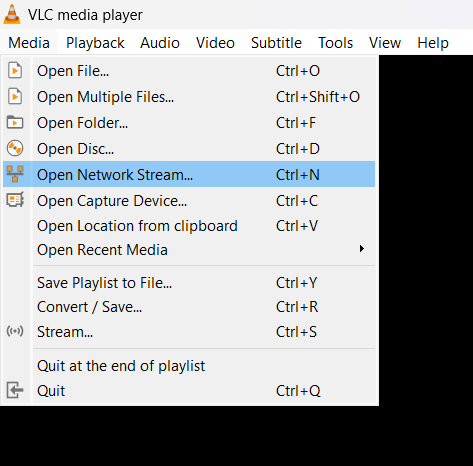 VLC media player
Media Playback Audio Video Subtitle Tools View Help
Open File... Ctrl+O
Open Multiple Files... Ctrl+Shift+O
Open Folder... Ctrl+F
Open Disc... Ctrl+D
Open Network Stream... Ctrl+N
Open Capture Device... Ctrl+C
Open Location from clipboard Ctrl+V
Open Recent Media
Save Playlist to File... Ctrl+Y
Convert / Save... Ctrl+R
Stream... Ctrl+S
Quit at the end of playlist
Quit Ctrl+Q